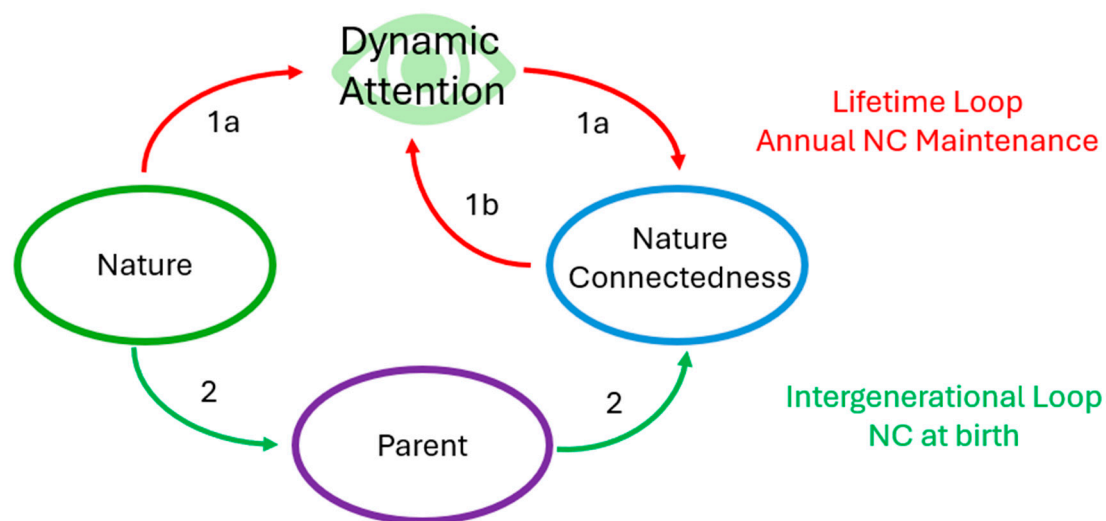 Dynamic
Attention
1a
1a
Lifetime Loop
Annual NC Maintenance
1b
Nature
Nature
Connectedness
2
2
Parent
Intergenerational Loop
NC at birth